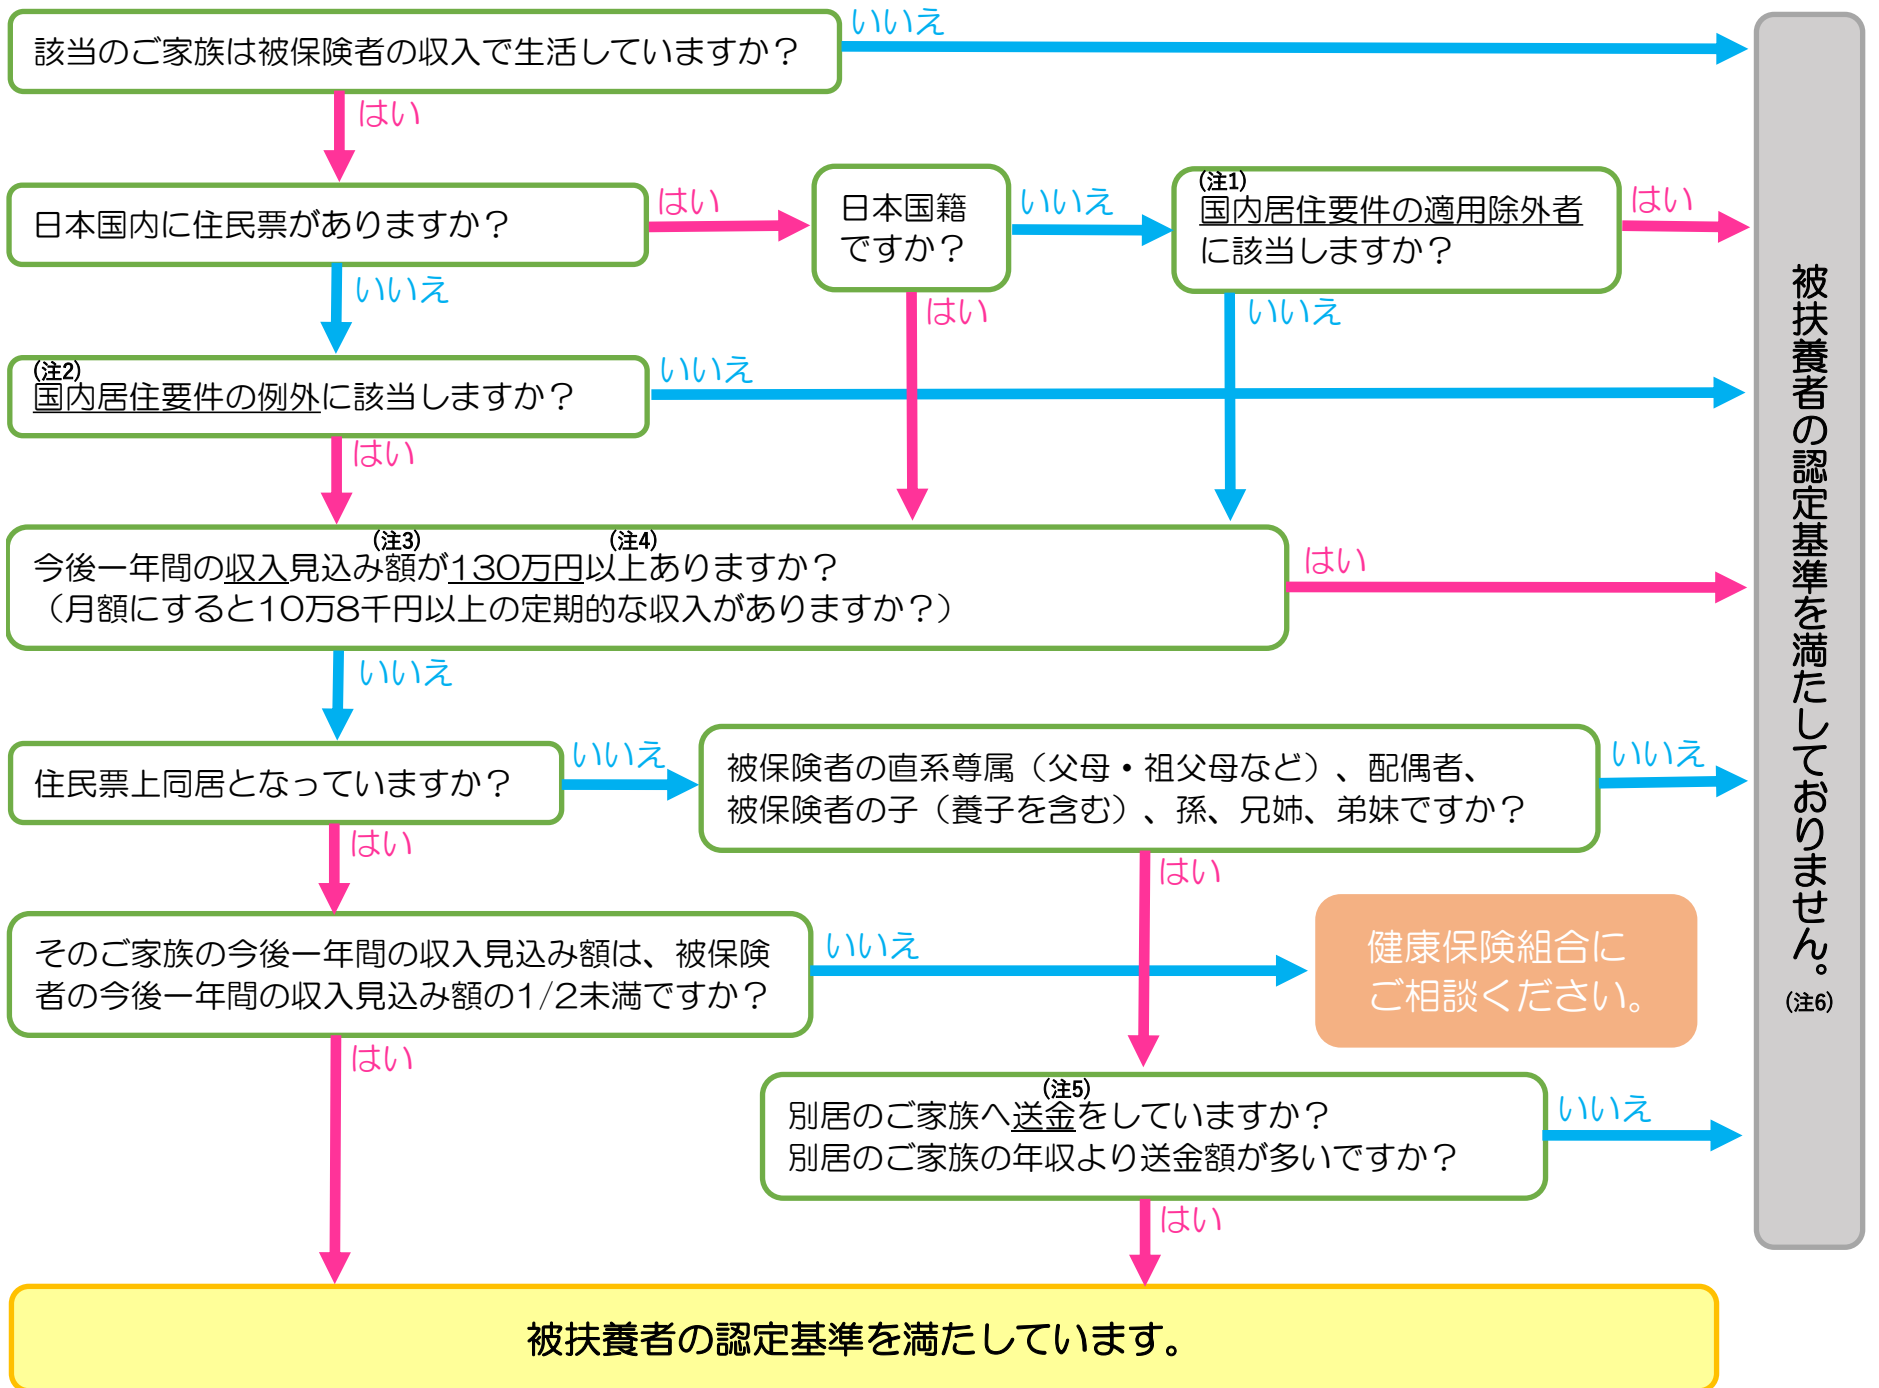 該当のご家族は被保険者の収入で生活していますか？
いいえ
はい
日本国内に住民票がありますか？
はい
いいえ
日本国籍
ですか？
いいえ
はい
(注1)
国内居住要件の適用除外者
に該当しますか？
はい
いいえ
(注2)
国内居住要件の例外に該当しますか？
いいえ
はい
(注3) (注4)
今後一年間の収入見込み額が130万円以上ありますか？
（月額にすると10万8千円以上の定期的な収入がありますか？）
はい
いいえ
住民票上同居となっていますか？
いいえ
はい
被保険者の直系尊属（父母・祖父母など）、配偶者、
被保険者の子（養子を含む）、孫、兄姉、弟妹ですか？
いいえ
はい
そのご家族の今後一年間の収入見込み額は、被保険
者の今後一年間の収入見込み額の1/2未満ですか？
いいえ
はい
健康保険組合に
ご相談ください。
(注5)
別居のご家族へ送金をしていますか？
別居のご家族の年収より送金額が多いですか？
いいえ
はい
被扶養者の認定基準を満たしておりません。
(注6)
被扶養者の認定基準を満たしています。